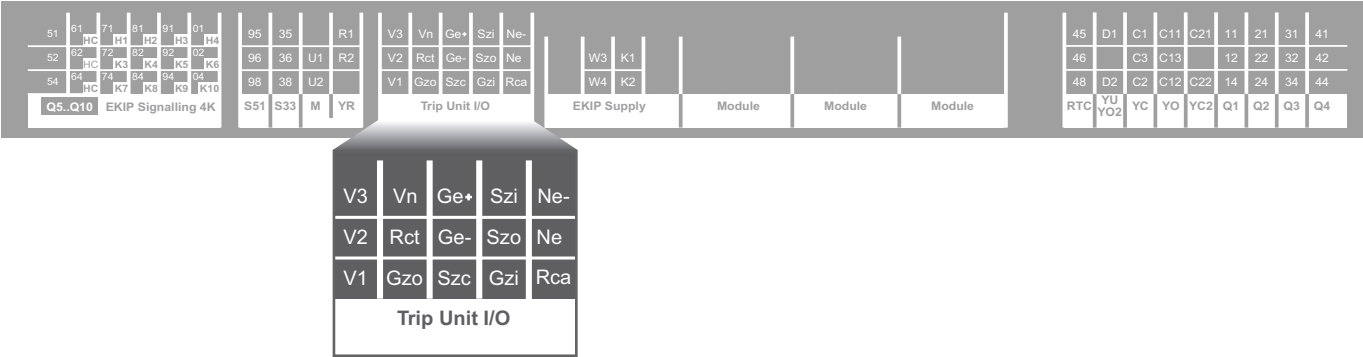 51 61 HC 71 H1 81 H2 91 H3 01 H4 95 35 R1 V3 Vn Ge+ Szi Ne- 45 D1 C1 C11 C21 11 21 31 41
52 62 HC 72 K3 82 K4 92 K5 02 K6 96 36 U1 R2 V2 Rct Ge- Szo Ne W3 K1 46 C3 C13 12 22 32 42
54 64 HC 74 K7 84 K8 94 K9 04 K10 98 38 U2 V1 Gzo Szc Gzi Rca W4 K2 48 D2 C2 C12 C22 14 24 34 44
Q5..Q10 EKIP Signalling 4K S51 S33 M YR Trip Unit I/O EKIP Supply Module Module Module RTC YU YO2 YC YO YC2 Q1 Q2 Q3 Q4
V3 Vn Ge+ Szi Ne-
V2 Rct Ge- Szo Ne
V1 Gzo Szc Gzi Rca
Trip Unit I/O